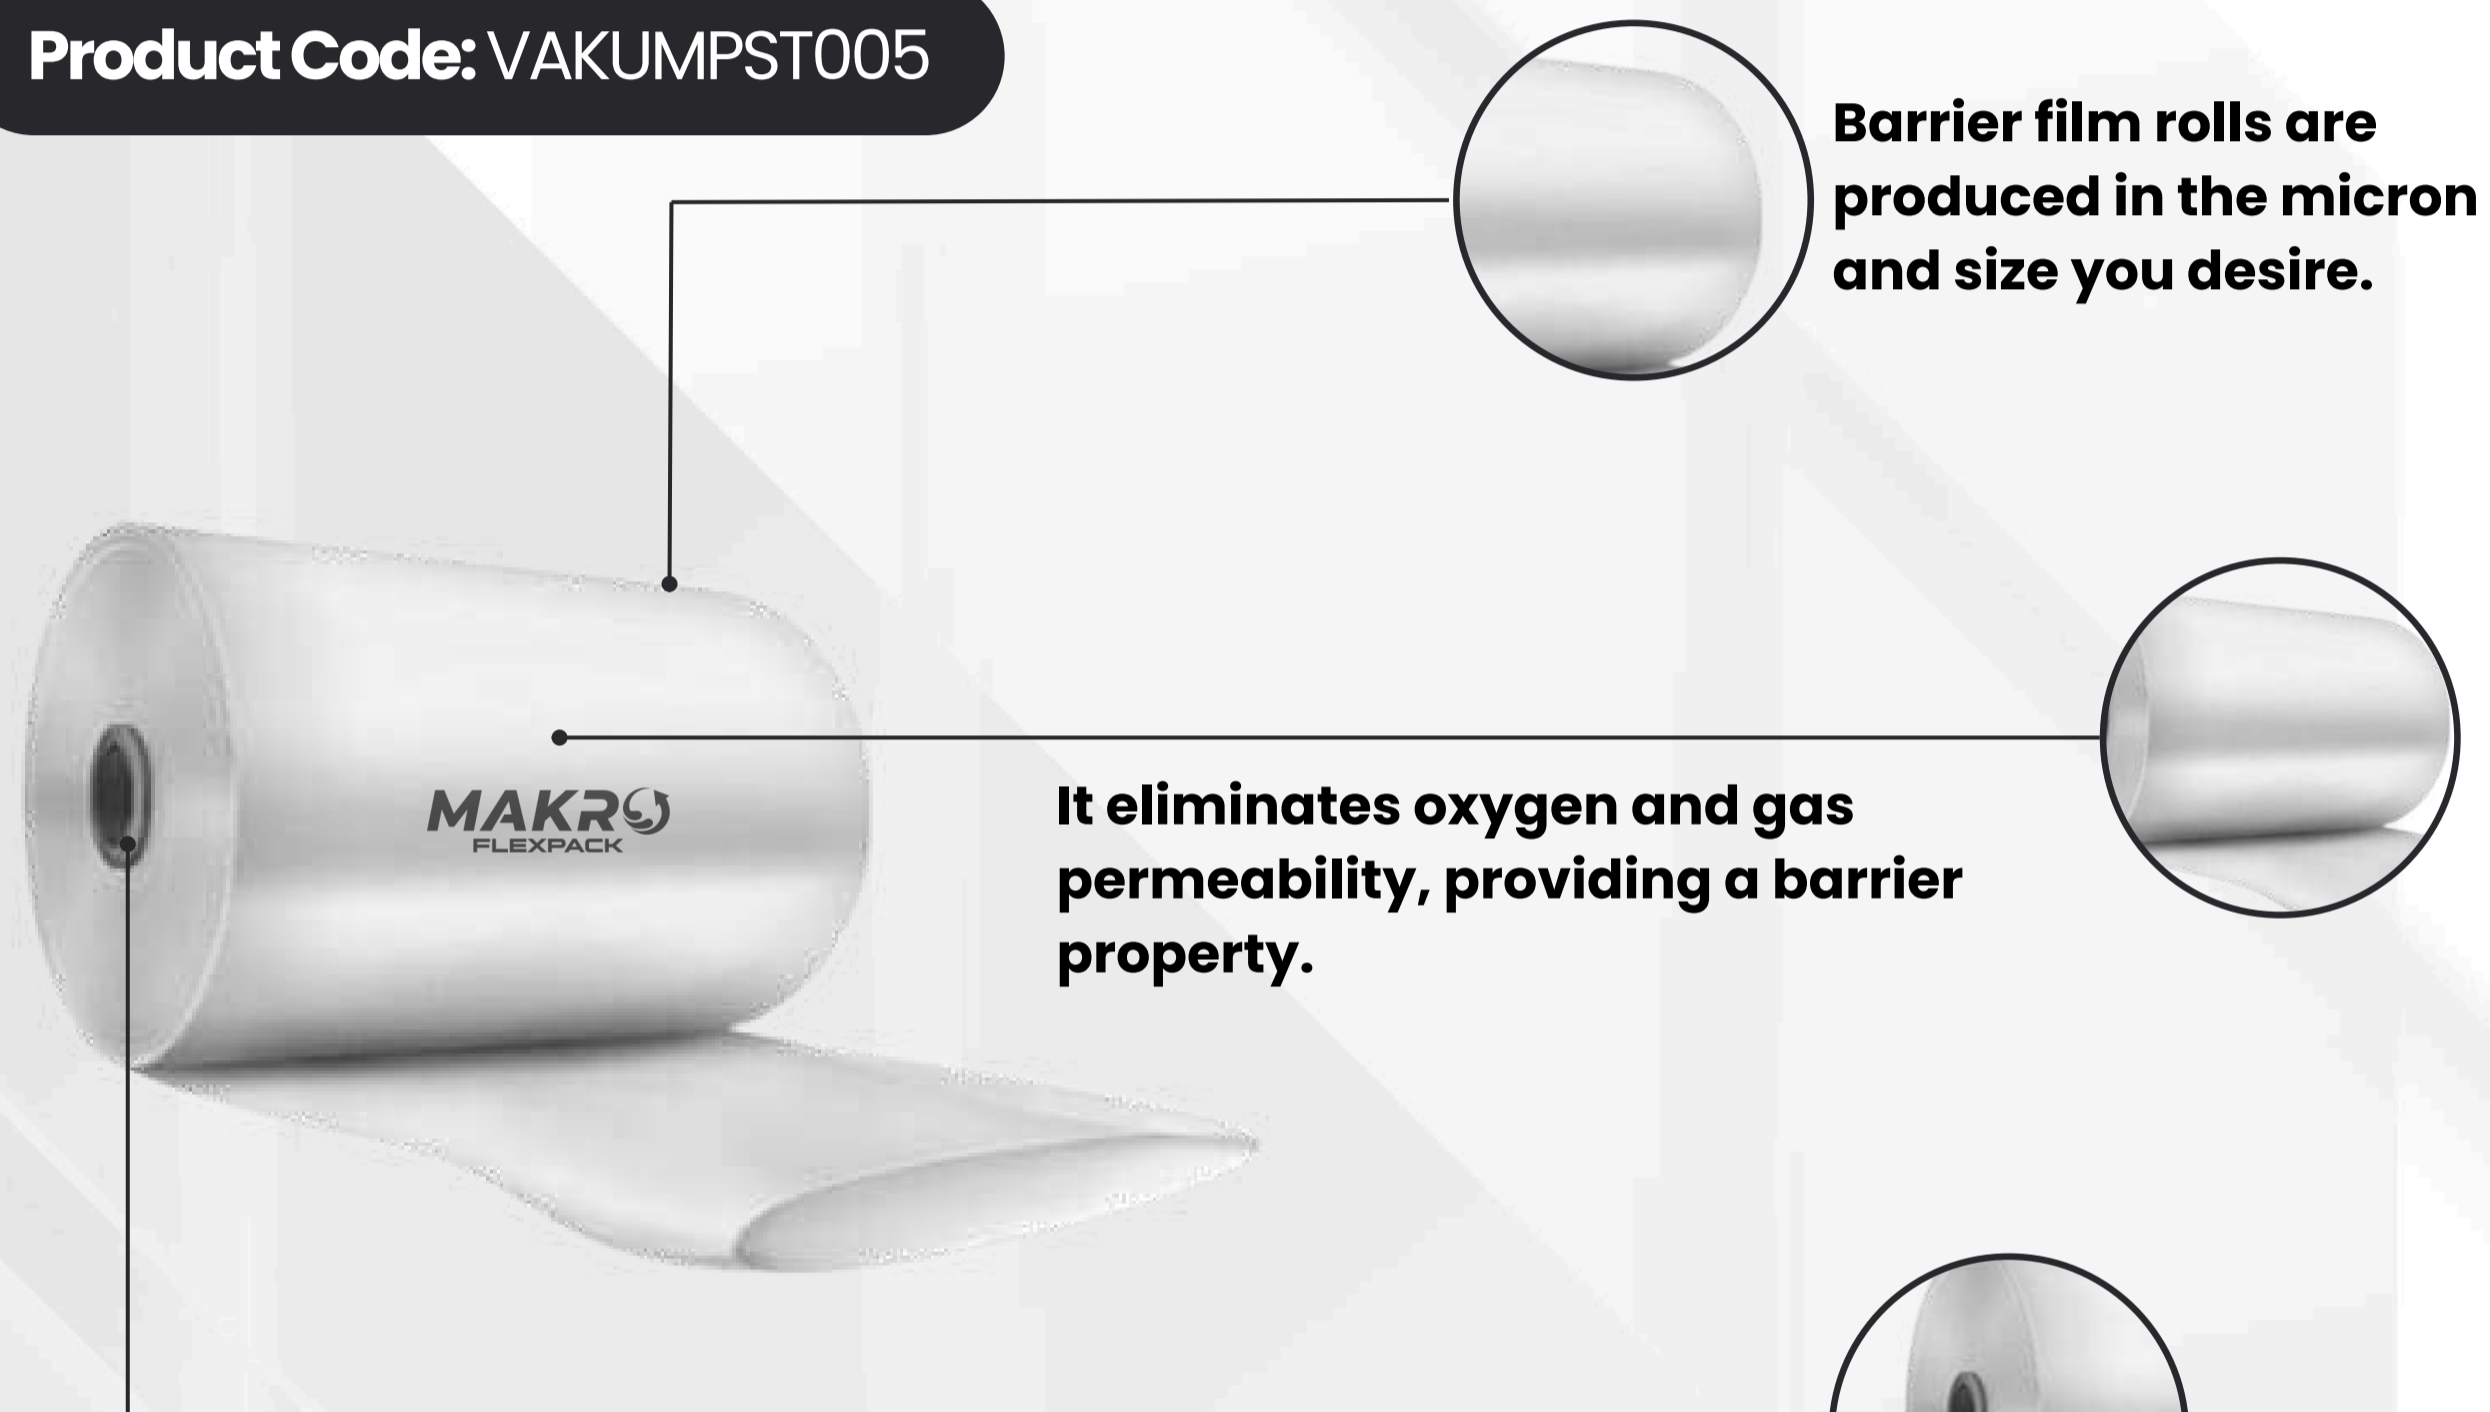 Product Code: VAKUMPST005
Barrier film rolls are
produced in the micron
and size you desire.
MAKRO
FLEXPACK
It eliminates oxygen and gas
permeability, providing a barrier
property.